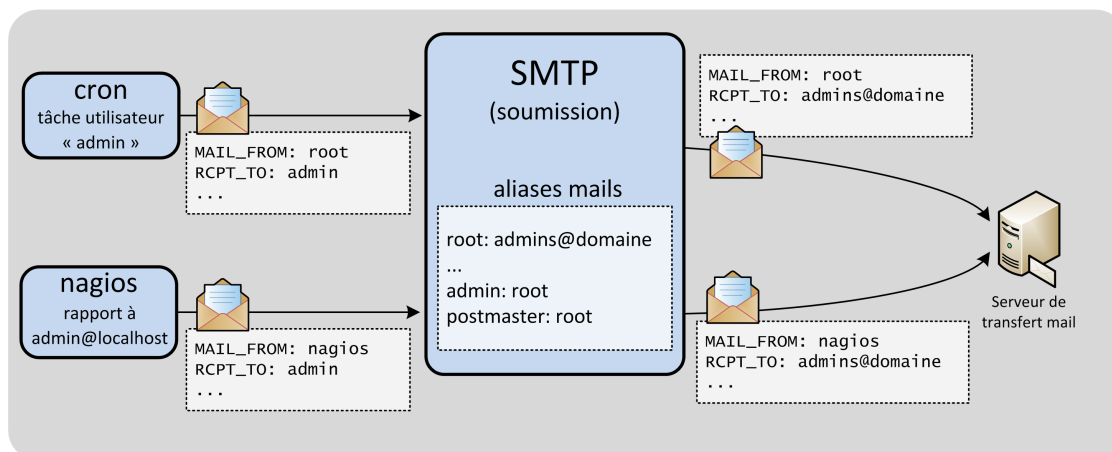 cron
tâche utilisateur
« admin »
MAIL_FROM: root
RCPT_TO: admin
...
nagios
rapport à
admin@localhost
MAIL_FROM: nagios
RCPT_TO: admin
...
SMTP
(soumission)
aliases mails
root: admins@domaine
...
admin: root
postmaster: root
MAIL_FROM: root
RCPT_TO: admins@domaine
...
MAIL_FROM: nagios
RCPT_TO: admins@domaine
...
Serveur de
transfert mail